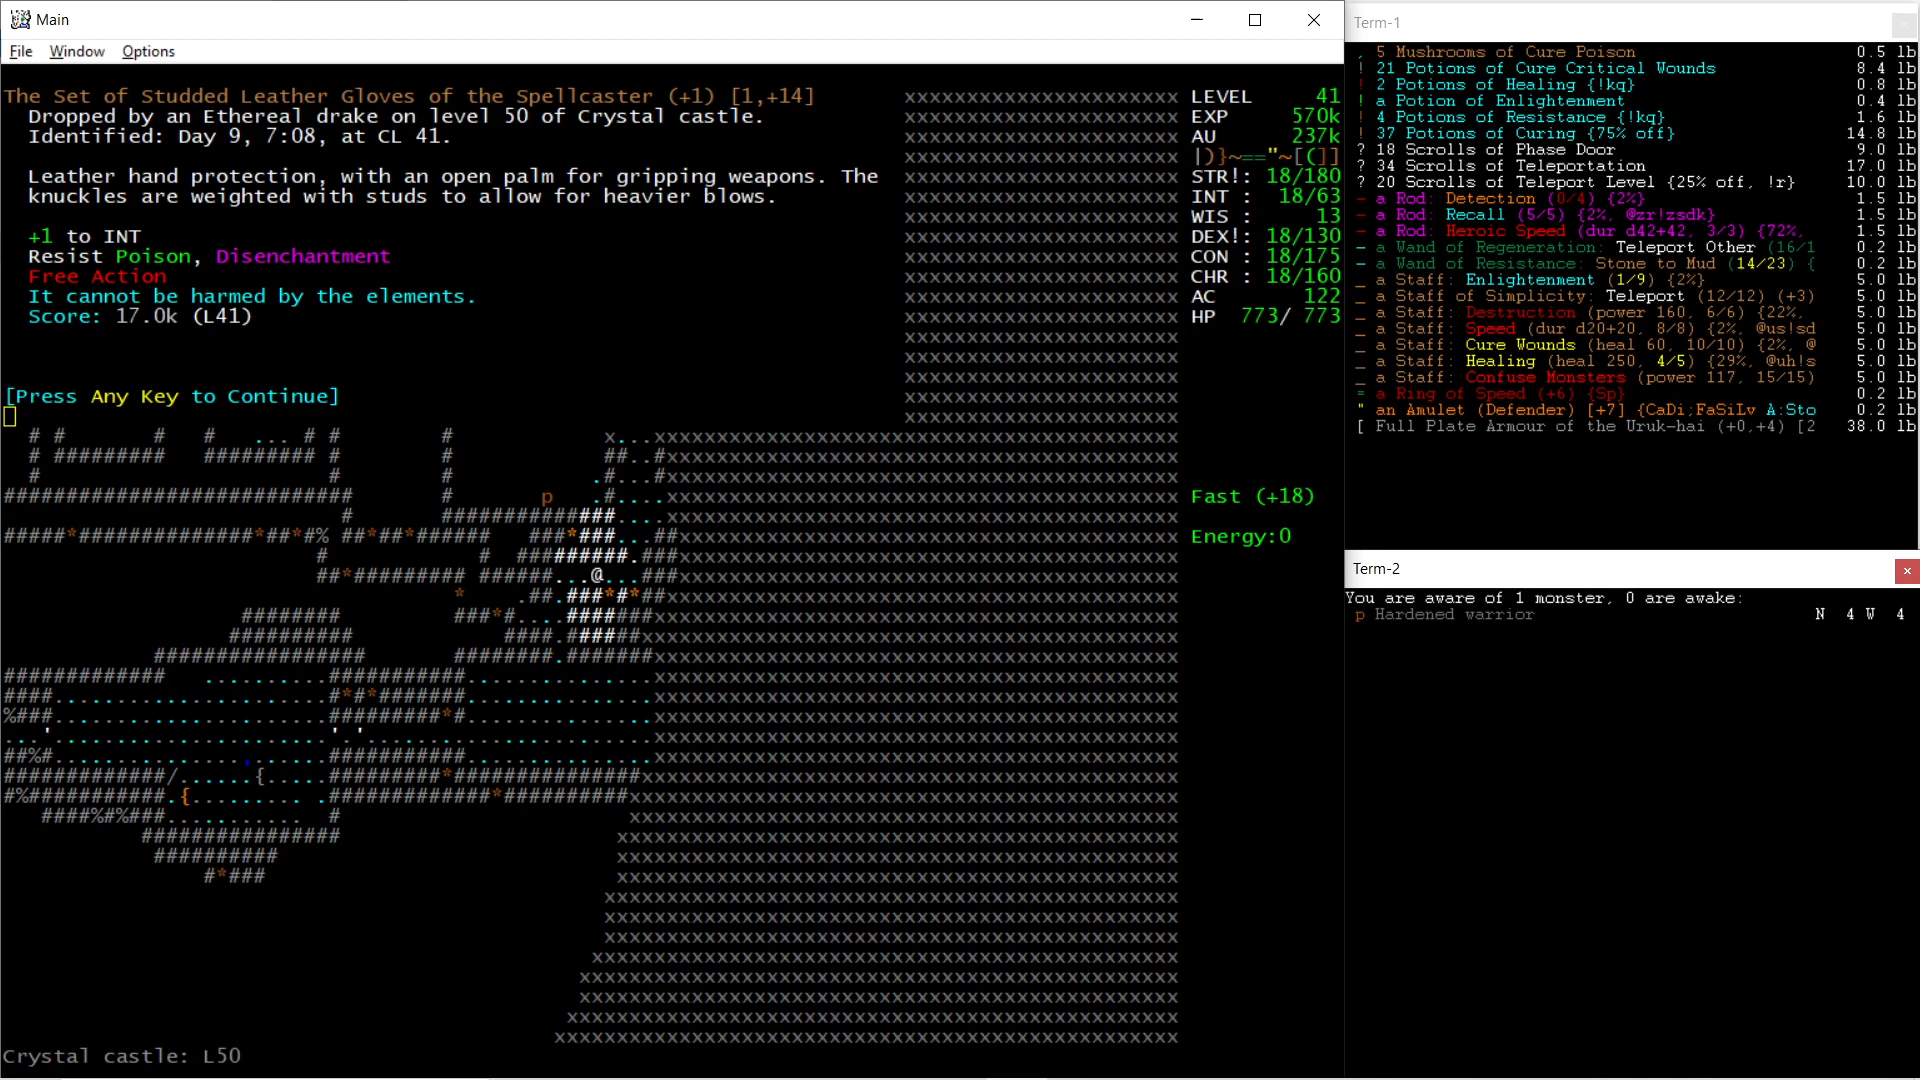 Main
File Window Options
The Set of Studded Leather Gloves of the Spellcaster (+1) [1,+14]
Dropped by an Ethereal drake on level 50 of Crystal castle.
Identified: Day 9, 7:08, at CL 41.
Leather hand protection, with an open palm for gripping weapons. The
knuckles are weighted with studs to allow for heavier blows.
+1 to INT
Resist Poison, Disenchantment
Free Action
It cannot be harmed by the elements.
Score: 17.0k (L41)
[Press Any Key to Continue]
LEVEL 41
EXP 570k
AU 237k
|)}~=="~[(]]
STR!: 18/180
INT : 18/63
WIS : 13
DEX!: 18/130
CON : 18/175
CHR : 18/160
AC 122
HP 773/ 773
Fast (+18)
Energy:0
Crystal castle: L50
Term-1
, 5 Mushrooms of Cure Poison 0.5 lb
! 21 Potions of Cure Critical Wounds 8.4 lb
! 2 Potions of Healing {!kq} 0.8 lb
! a Potion of Enlightenment 0.4 lb
! 4 Potions of Resistance {!kq} 1.6 lb
! 37 Potions of Curing {75% off} 14.8 lb
? 18 Scrolls of Phase Door 9.0 lb
? 34 Scrolls of Teleportation 17.0 lb
? 20 Scrolls of Teleport Level {25% off, !r} 10.0 lb
- a Rod: Detection (0/4) {2%} 1.5 lb
- a Rod: Recall (5/5) {2%, @zr!zsdk} 1.5 lb
- a Rod: Heroic Speed (dur d42+42, 3/3) {72%, 1.5 lb
- a Wand of Regeneration: Teleport Other (16/1 0.2 lb
- a Wand of Resistance: Stone to Mud (14/23) { 0.2 lb
_ a Staff: Enlightenment (1/9) {2%} 5.0 lb
_ a Staff of Simplicity: Teleport (12/12) (+3) 5.0 lb
_ a Staff: Destruction (power 160, 6/6) {22%, 5.0 lb
_ a Staff: Speed (dur d20+20, 8/8) {2%, @us!sd 5.0 lb
_ a Staff: Cure Wounds (heal 60, 10/10) {2%, @ 5.0 lb
_ a Staff: Healing (heal 250, 4/5) {29%, @uh!s 5.0 lb
_ a Staff: Confuse Monsters (power 117, 15/15) 5.0 lb
= a Ring of Speed (+6) {Sp} 0.2 lb
" an Amulet (Defender) [+7] {CaDi;FaSiLv A:Sto 0.2 lb
[ Full Plate Armour of the Uruk-hai (+0,+4) [2 38.0 lb
Term-2
You are aware of 1 monster, 0 are awake:
p Hardened warrior N 4 W 4